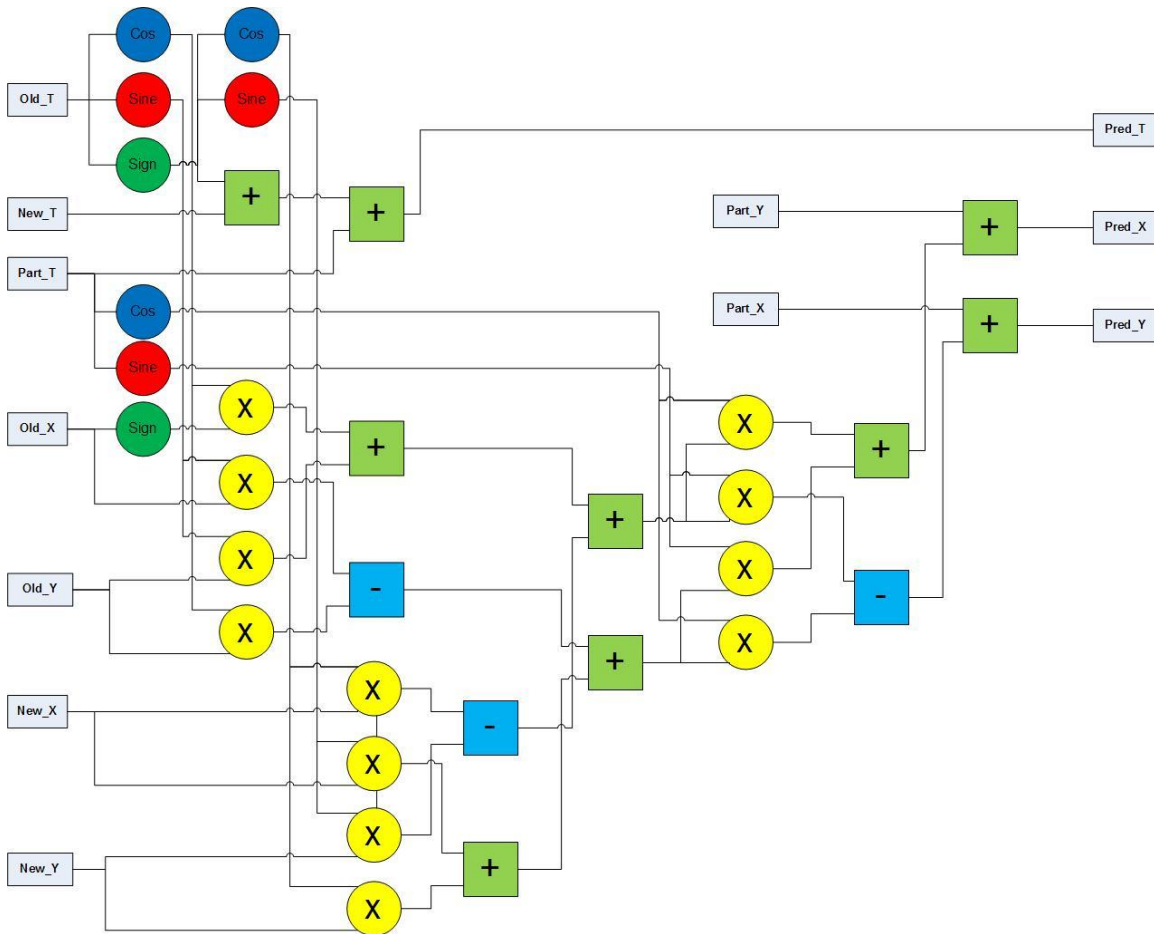 Cos
Cos
Old_T
Sine
Sine
Pred_T
Sign
+
New_T
+
Part_Y
+
Pred_X
Part_T
Cos
Part_X
+
Pred_Y
Sine
X
Old_X
Sign
+
X
+
X
X
+
X
X
Old_Y
-
-
X
X
+
X
New_X
-
X
X
New_Y
+
X